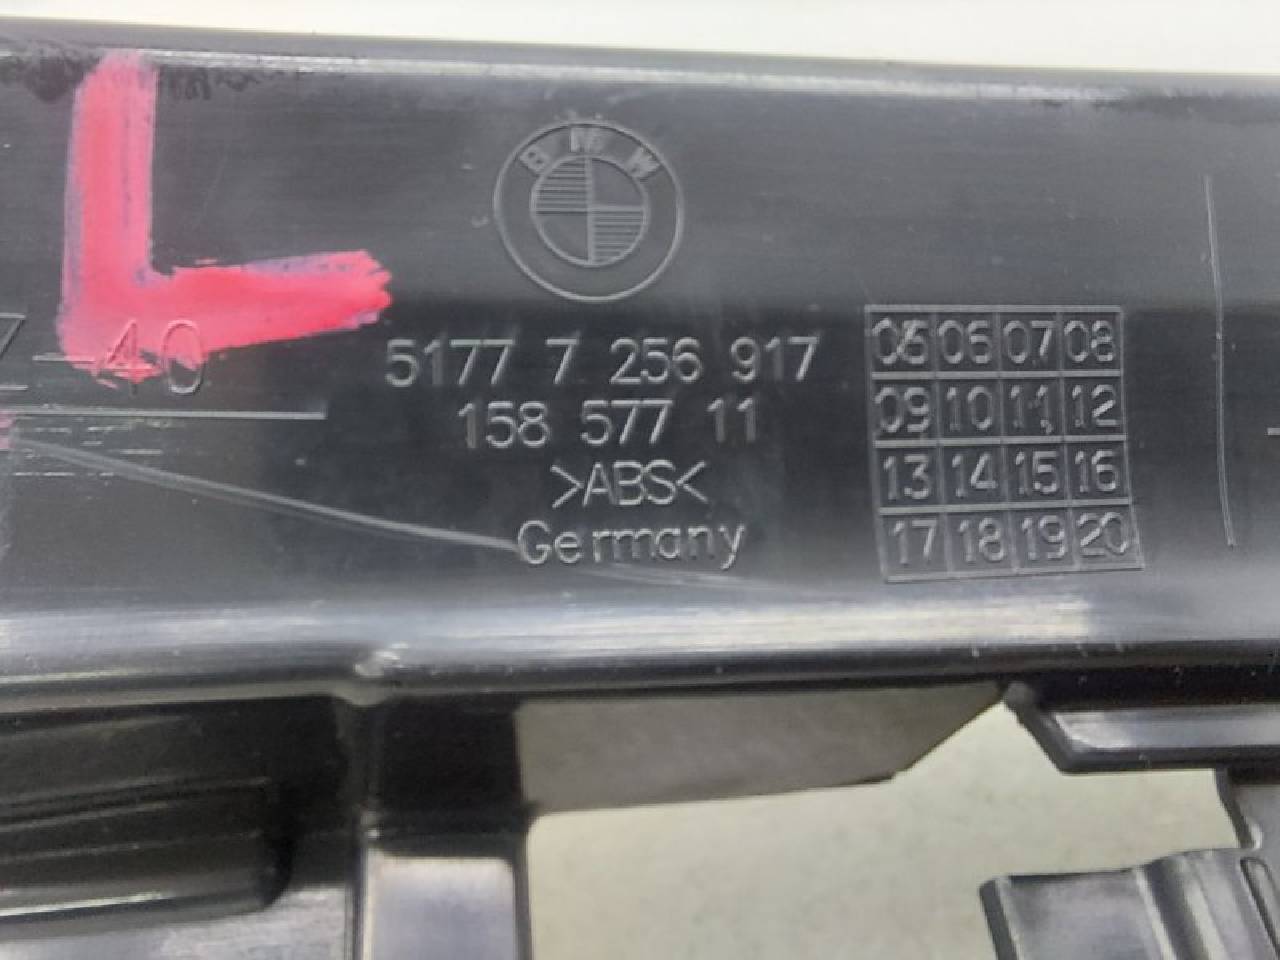 L
BMW
Z-40
5177 7 256 917
158 577 11
>ABS<
Germany
05 06 07 08
09 10 11 12
13 14 15 16
17 18 19 20